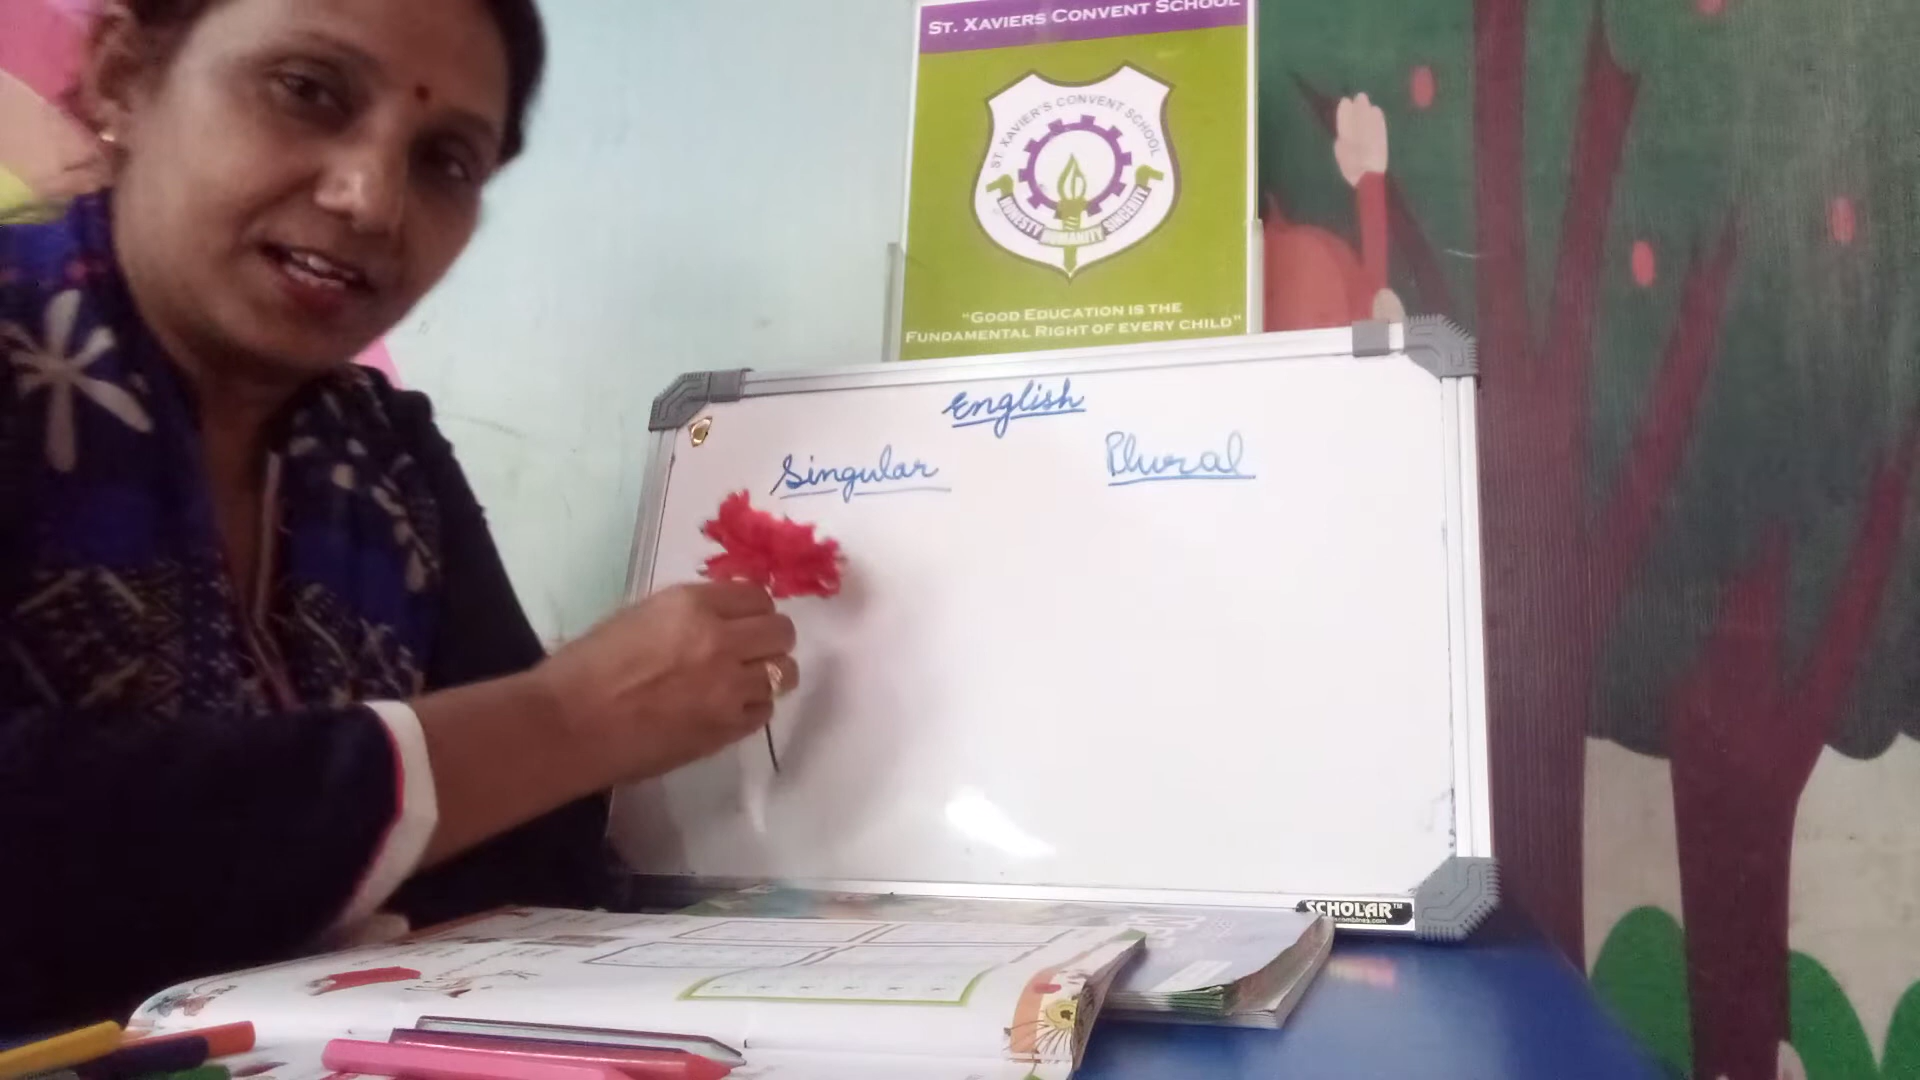 ST. XAVIERS CONVENT SCHOOL
ST. XAVIER'S CONVENT SCHOOL
HONESTY HUMANITY SINCERITY
"GOOD EDUCATION IS THE
FUNDAMENTAL RIGHT OF EVERY CHILD"
English
Singular Plural
SCHOLAR™